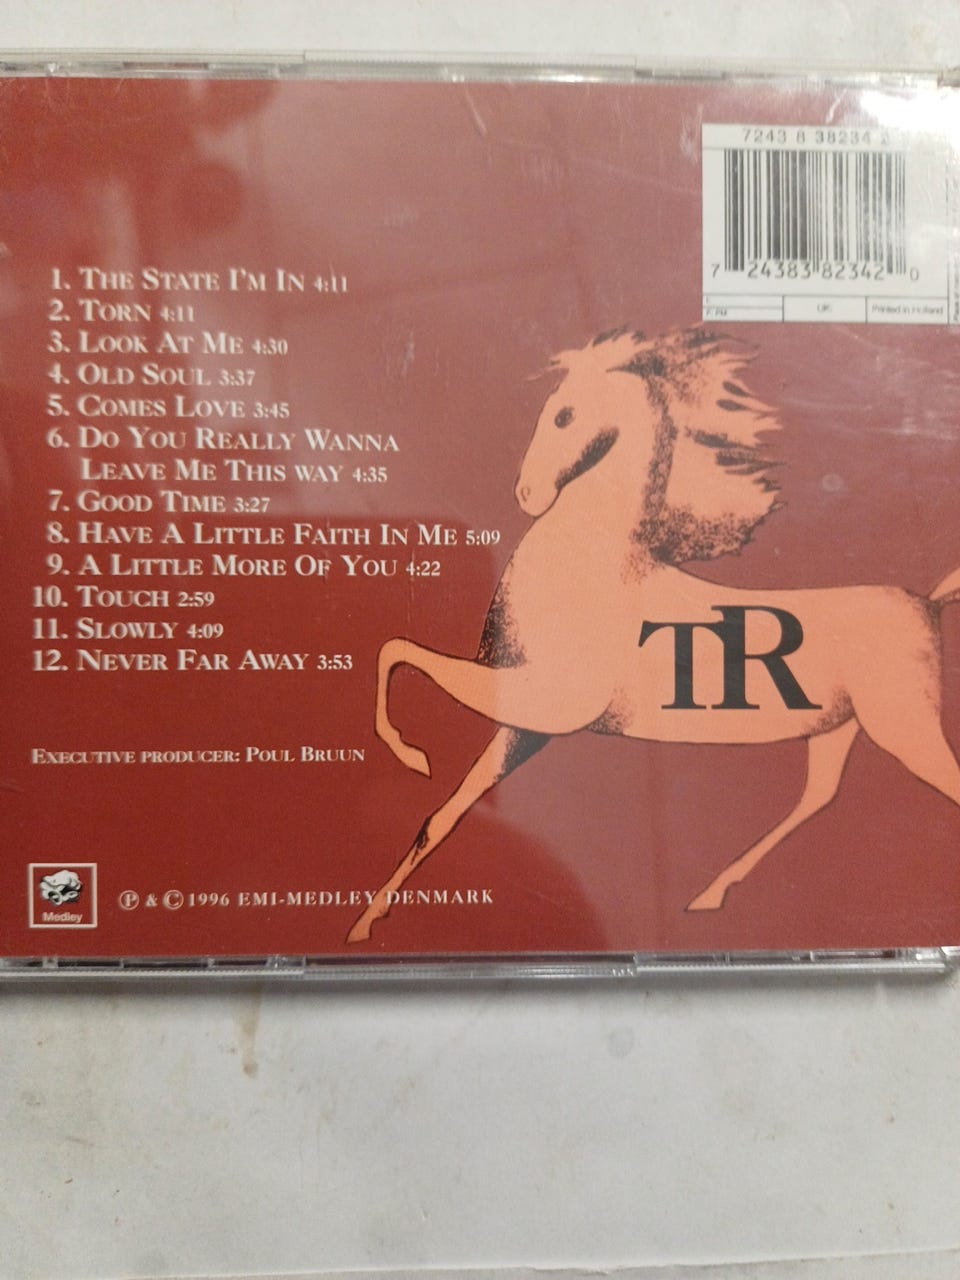 7243 8 38234 2
7 24383 82342 0
UK
Printed in Holland
1. The State I'm In 4:11
2. Torn 4:11
3. Look At Me 4:30
4. Old Soul 3:37
5. Comes Love 3:45
6. Do You Really Wanna
Leave Me This way 4:35
7. Good Time 3:27
8. Have A Little Faith In Me 5:09
9. A Little More Of You 4:22
10. Touch 2:59
11. Slowly 4:09
12. Never Far Away 3:53
TR
Executive producer: Poul Bruun
Medley
℗ & © 1996 EMI-MEDLEY DENMARK